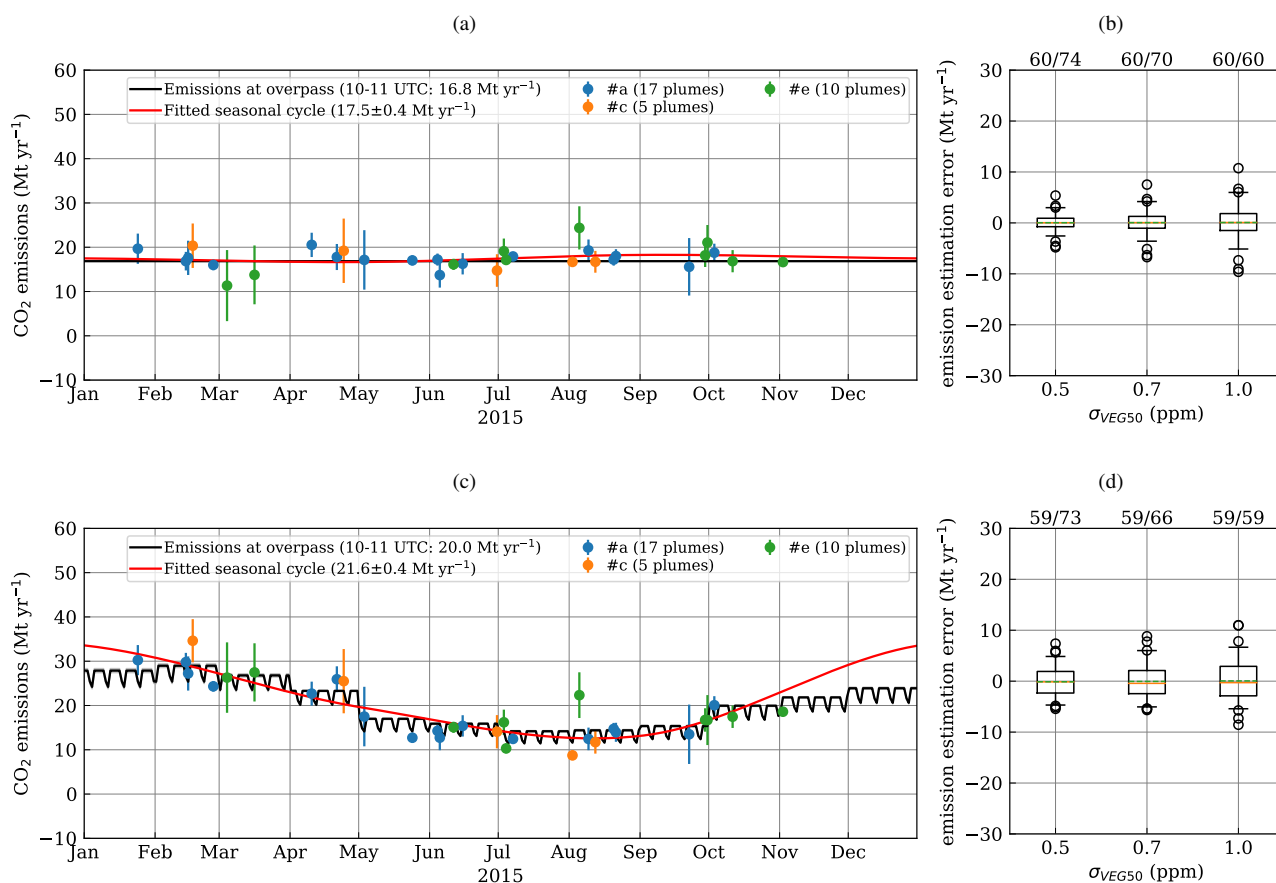 (a)
CO₂ emissions (Mt yr⁻¹)
60
50
40
30
20
10
0
−10
Emissions at overpass (10-11 UTC: 16.8 Mt yr⁻¹)
Fitted seasonal cycle (17.5±0.4 Mt yr⁻¹)
#a (17 plumes)
#c (5 plumes)
#e (10 plumes)
Jan Feb Mar Apr May Jun Jul Aug Sep Oct Nov Dec
2015
(b)
60/74 60/70 60/60
emission estimation error (Mt yr⁻¹)
30
20
10
0
−10
−20
−30
0.5 0.7 1.0
σVEG50 (ppm)
(c)
CO₂ emissions (Mt yr⁻¹)
60
50
40
30
20
10
0
−10
Emissions at overpass (10-11 UTC: 20.0 Mt yr⁻¹)
Fitted seasonal cycle (21.6±0.4 Mt yr⁻¹)
#a (17 plumes)
#c (5 plumes)
#e (10 plumes)
Jan Feb Mar Apr May Jun Jul Aug Sep Oct Nov Dec
2015
(d)
59/73 59/66 59/59
emission estimation error (Mt yr⁻¹)
30
20
10
0
−10
−20
−30
0.5 0.7 1.0
σVEG50 (ppm)